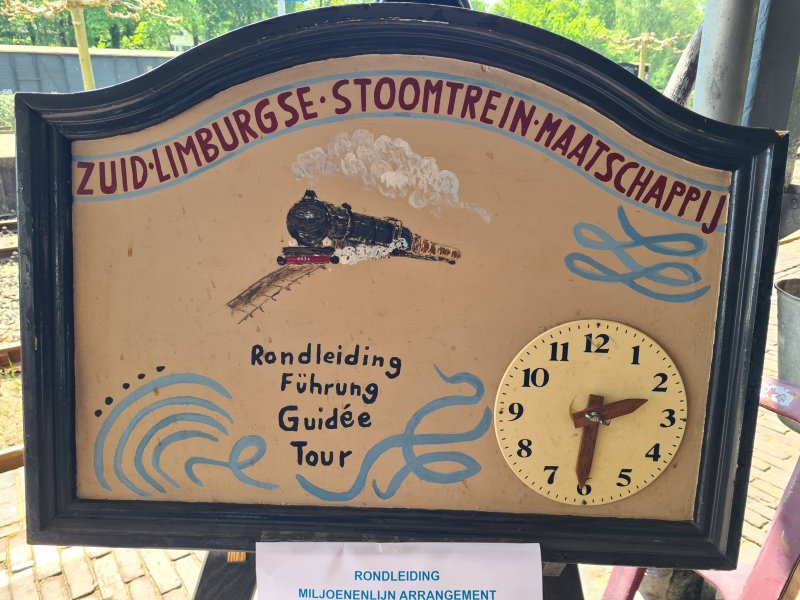 ZUID·LIMBURGSE·STOOMTREIN·MAATSCHAPPIJ
Rondleiding
Führung
Guidée
Tour
12
1
2
3
4
5
6
7
8
9
10
11
RONDLEIDING
MILJOENENLIJN ARRANGEMENT